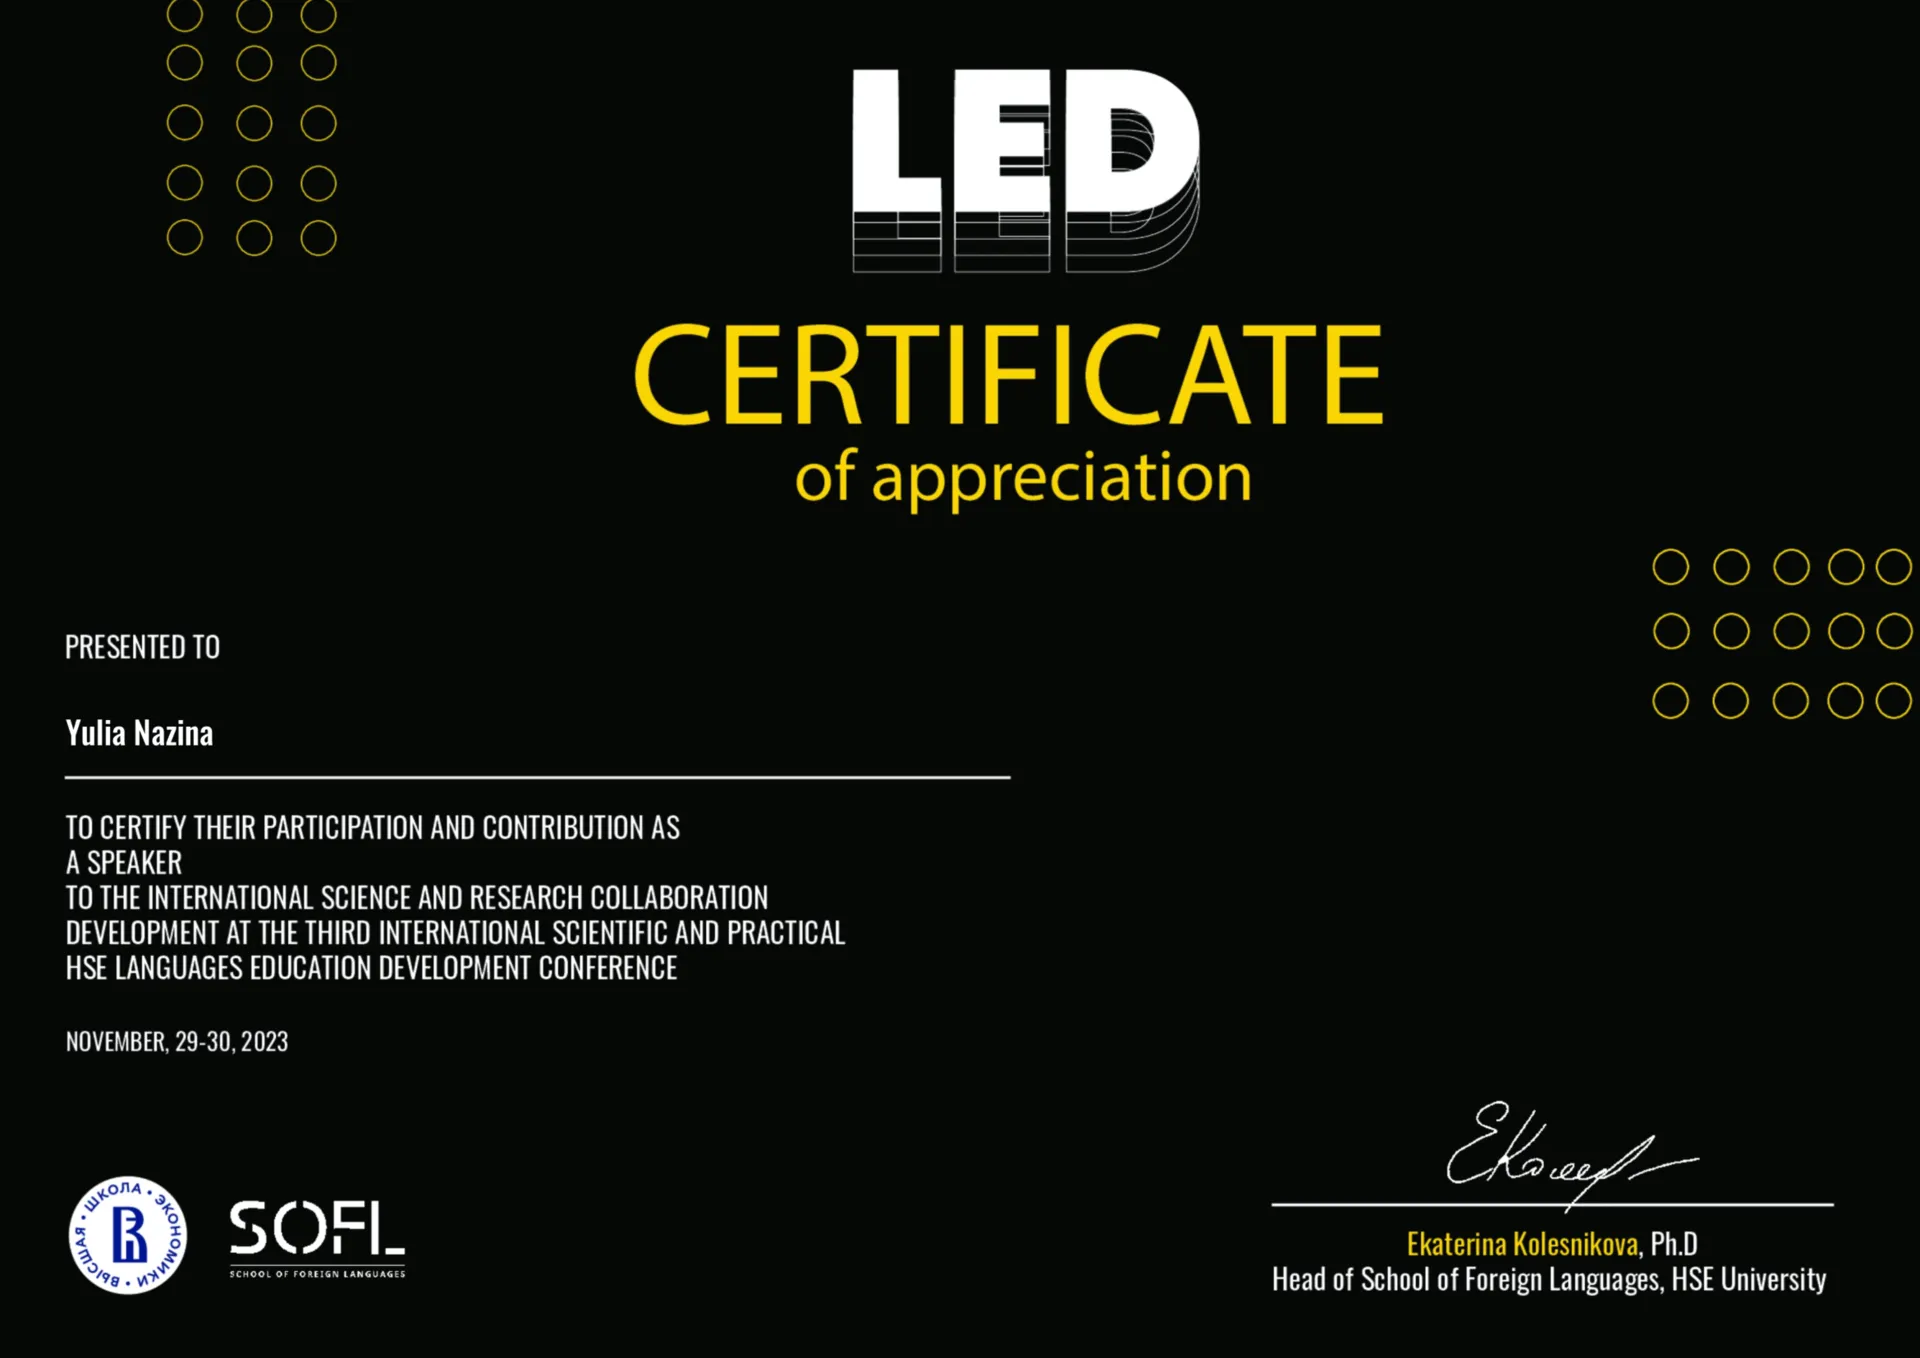 LED
CERTIFICATE
of appreciation
PRESENTED TO
Yulia Nazina
TO CERTIFY THEIR PARTICIPATION AND CONTRIBUTION AS
A SPEAKER
TO THE INTERNATIONAL SCIENCE AND RESEARCH COLLABORATION
DEVELOPMENT AT THE THIRD INTERNATIONAL SCIENTIFIC AND PRACTICAL
HSE LANGUAGES EDUCATION DEVELOPMENT CONFERENCE
NOVEMBER, 29-30, 2023
ВЫСШАЯ • ШКОЛА • ЭКОНОМИКИ •
SOFL
SCHOOL OF FOREIGN LANGUAGES
Ekaterina Kolesnikova, Ph.D
Head of School of Foreign Languages, HSE University